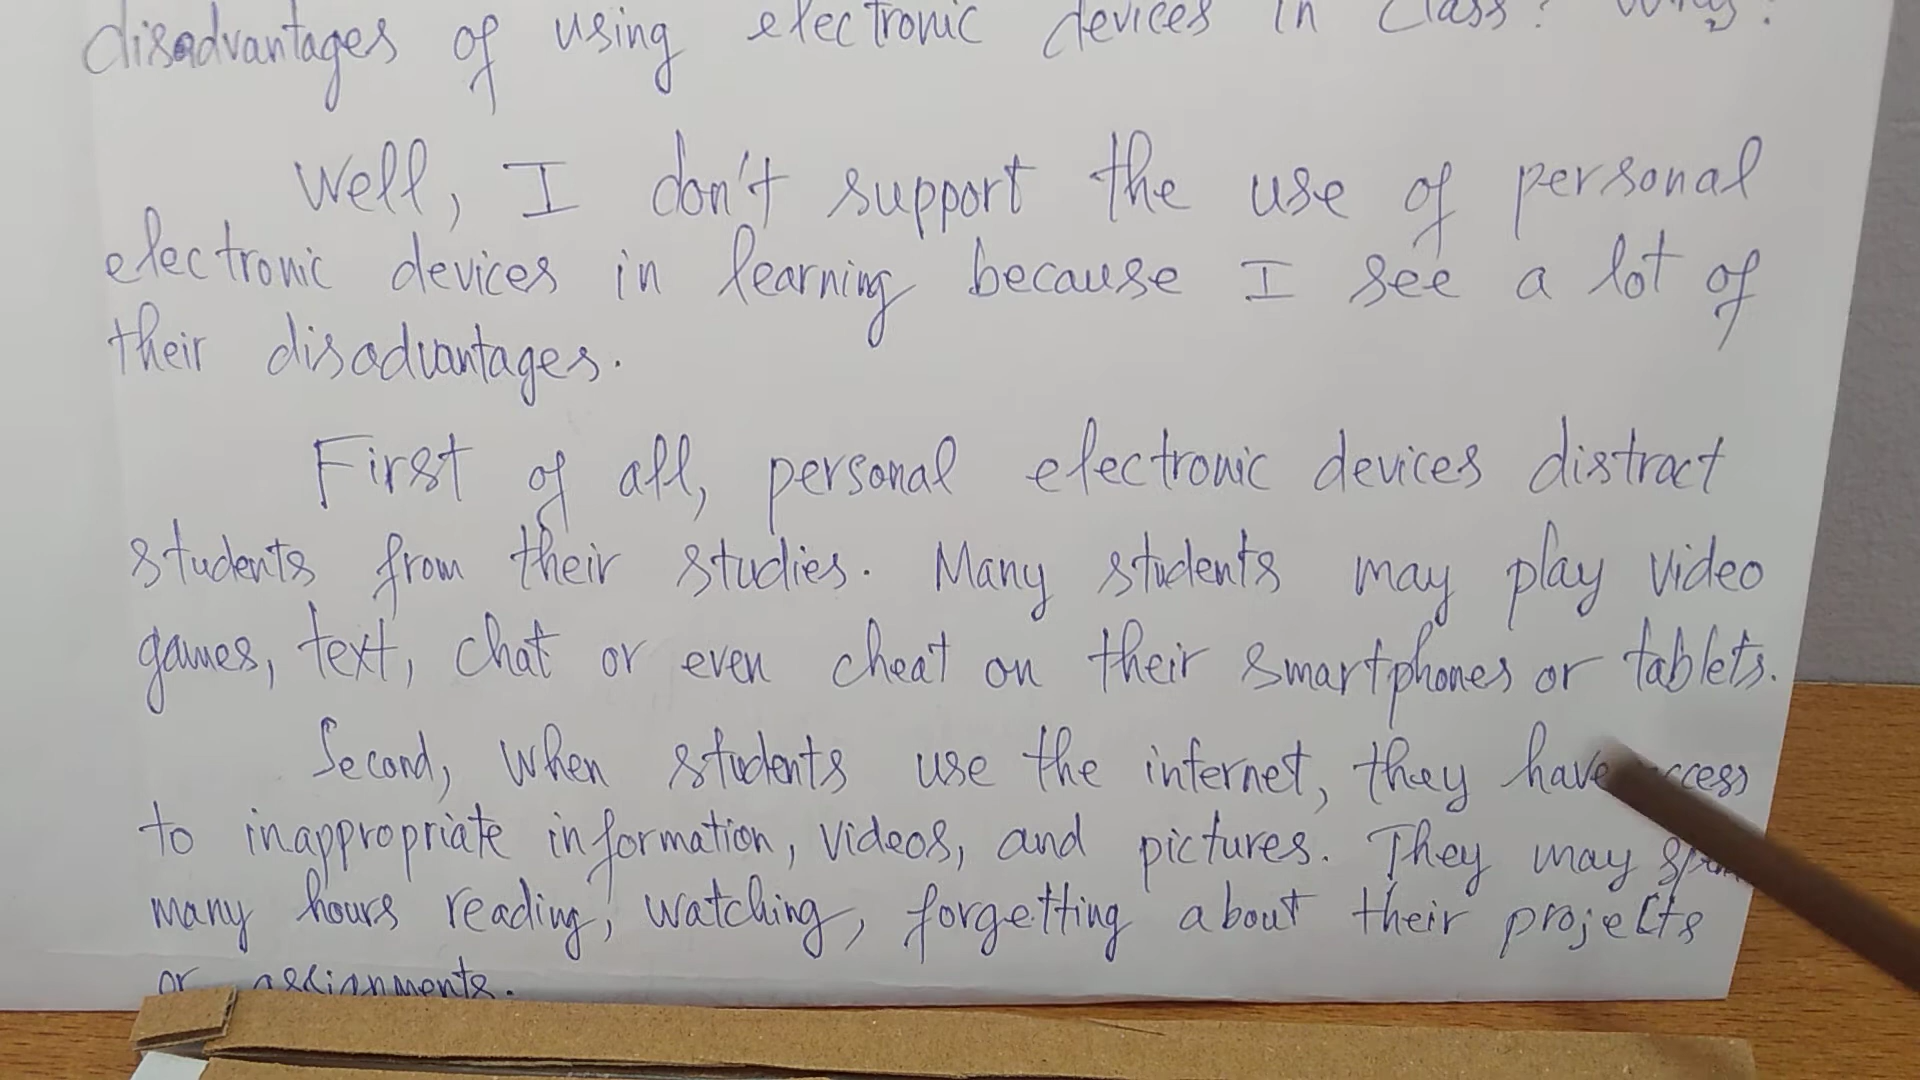 disadvantages of using electronic devices in class? Why?
Well, I don't support the use of personal
electronic devices in learning because I see a lot of
their disadvantages.
First of all, personal electronic devices distract
students from their studies. Many students may play video
games, text, chat or even cheat on their smartphones or tablets.
Second, when students use the internet, they have
to inappropriate information, videos, and pictures. They may
many hours reading, watching, forgetting about their projects
or assignments.